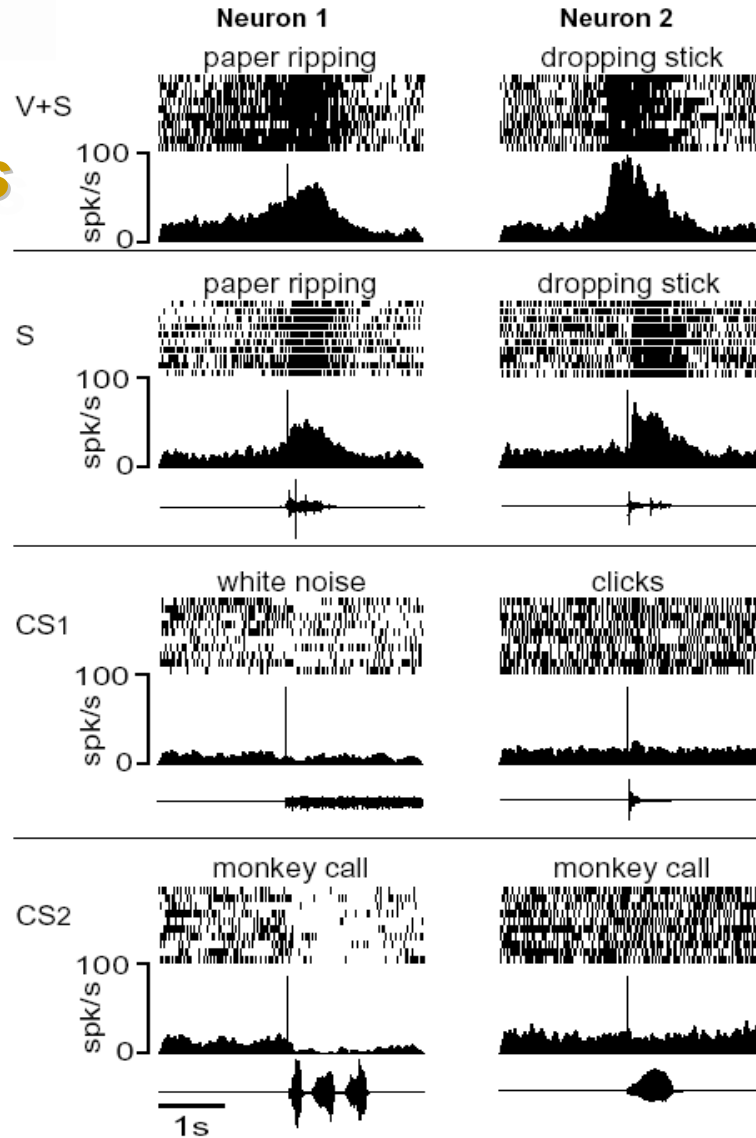 Neuron 1 Neuron 2
paper ripping dropping stick
V+S
s
100
spk/s
0
paper ripping dropping stick
S
100
spk/s
0
white noise clicks
CS1
100
spk/s
0
monkey call monkey call
CS2
100
spk/s
0
1s